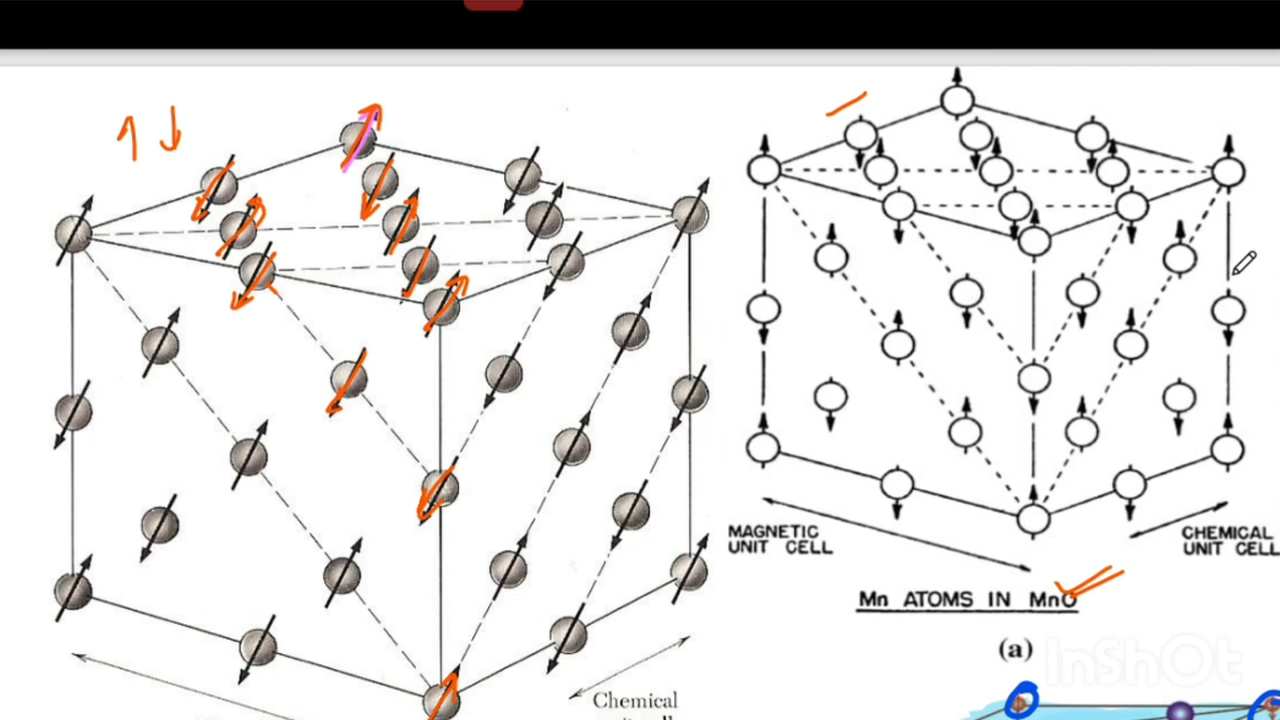 MAGNETIC
UNIT CELL
CHEMICAL
UNIT CELL
Mn ATOMS IN MnO
(a)
Chemical
InShOt